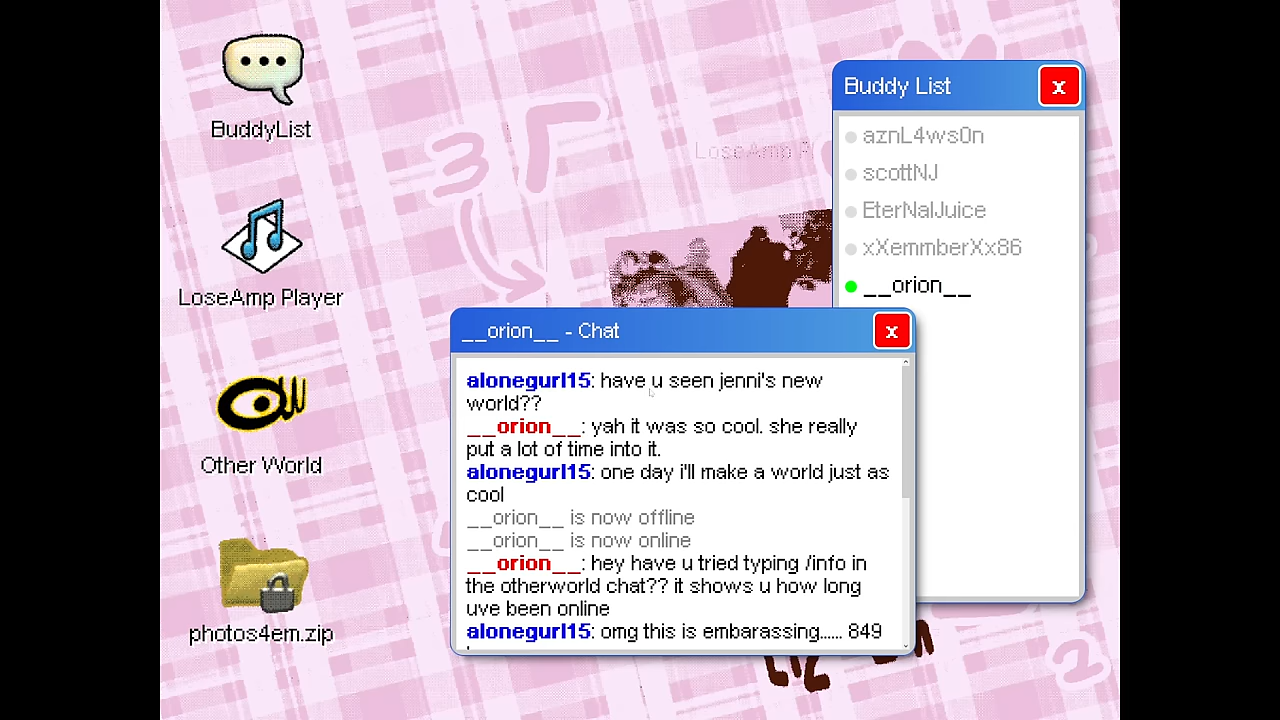 BuddyList
LoseAmp Player
Other World
photos4em.zip
3
LoseAmp Pl
Buddy List
x
aznL4ws0n
scottNJ
EterNalJuice
xXemmberXx86
__orion__
__orion__ - Chat
x
alonegurl15: have u seen jenni's new
world??
__orion__: yah it was so cool. she really
put a lot of time into it.
alonegurl15: one day i'll make a world just as
cool
__orion__ is now offline
__orion__ is now online
__orion__: hey have u tried typing /info in
the otherworld chat?? it shows u how long
uve been online
alonegurl15: omg this is embarassing...... 849
2